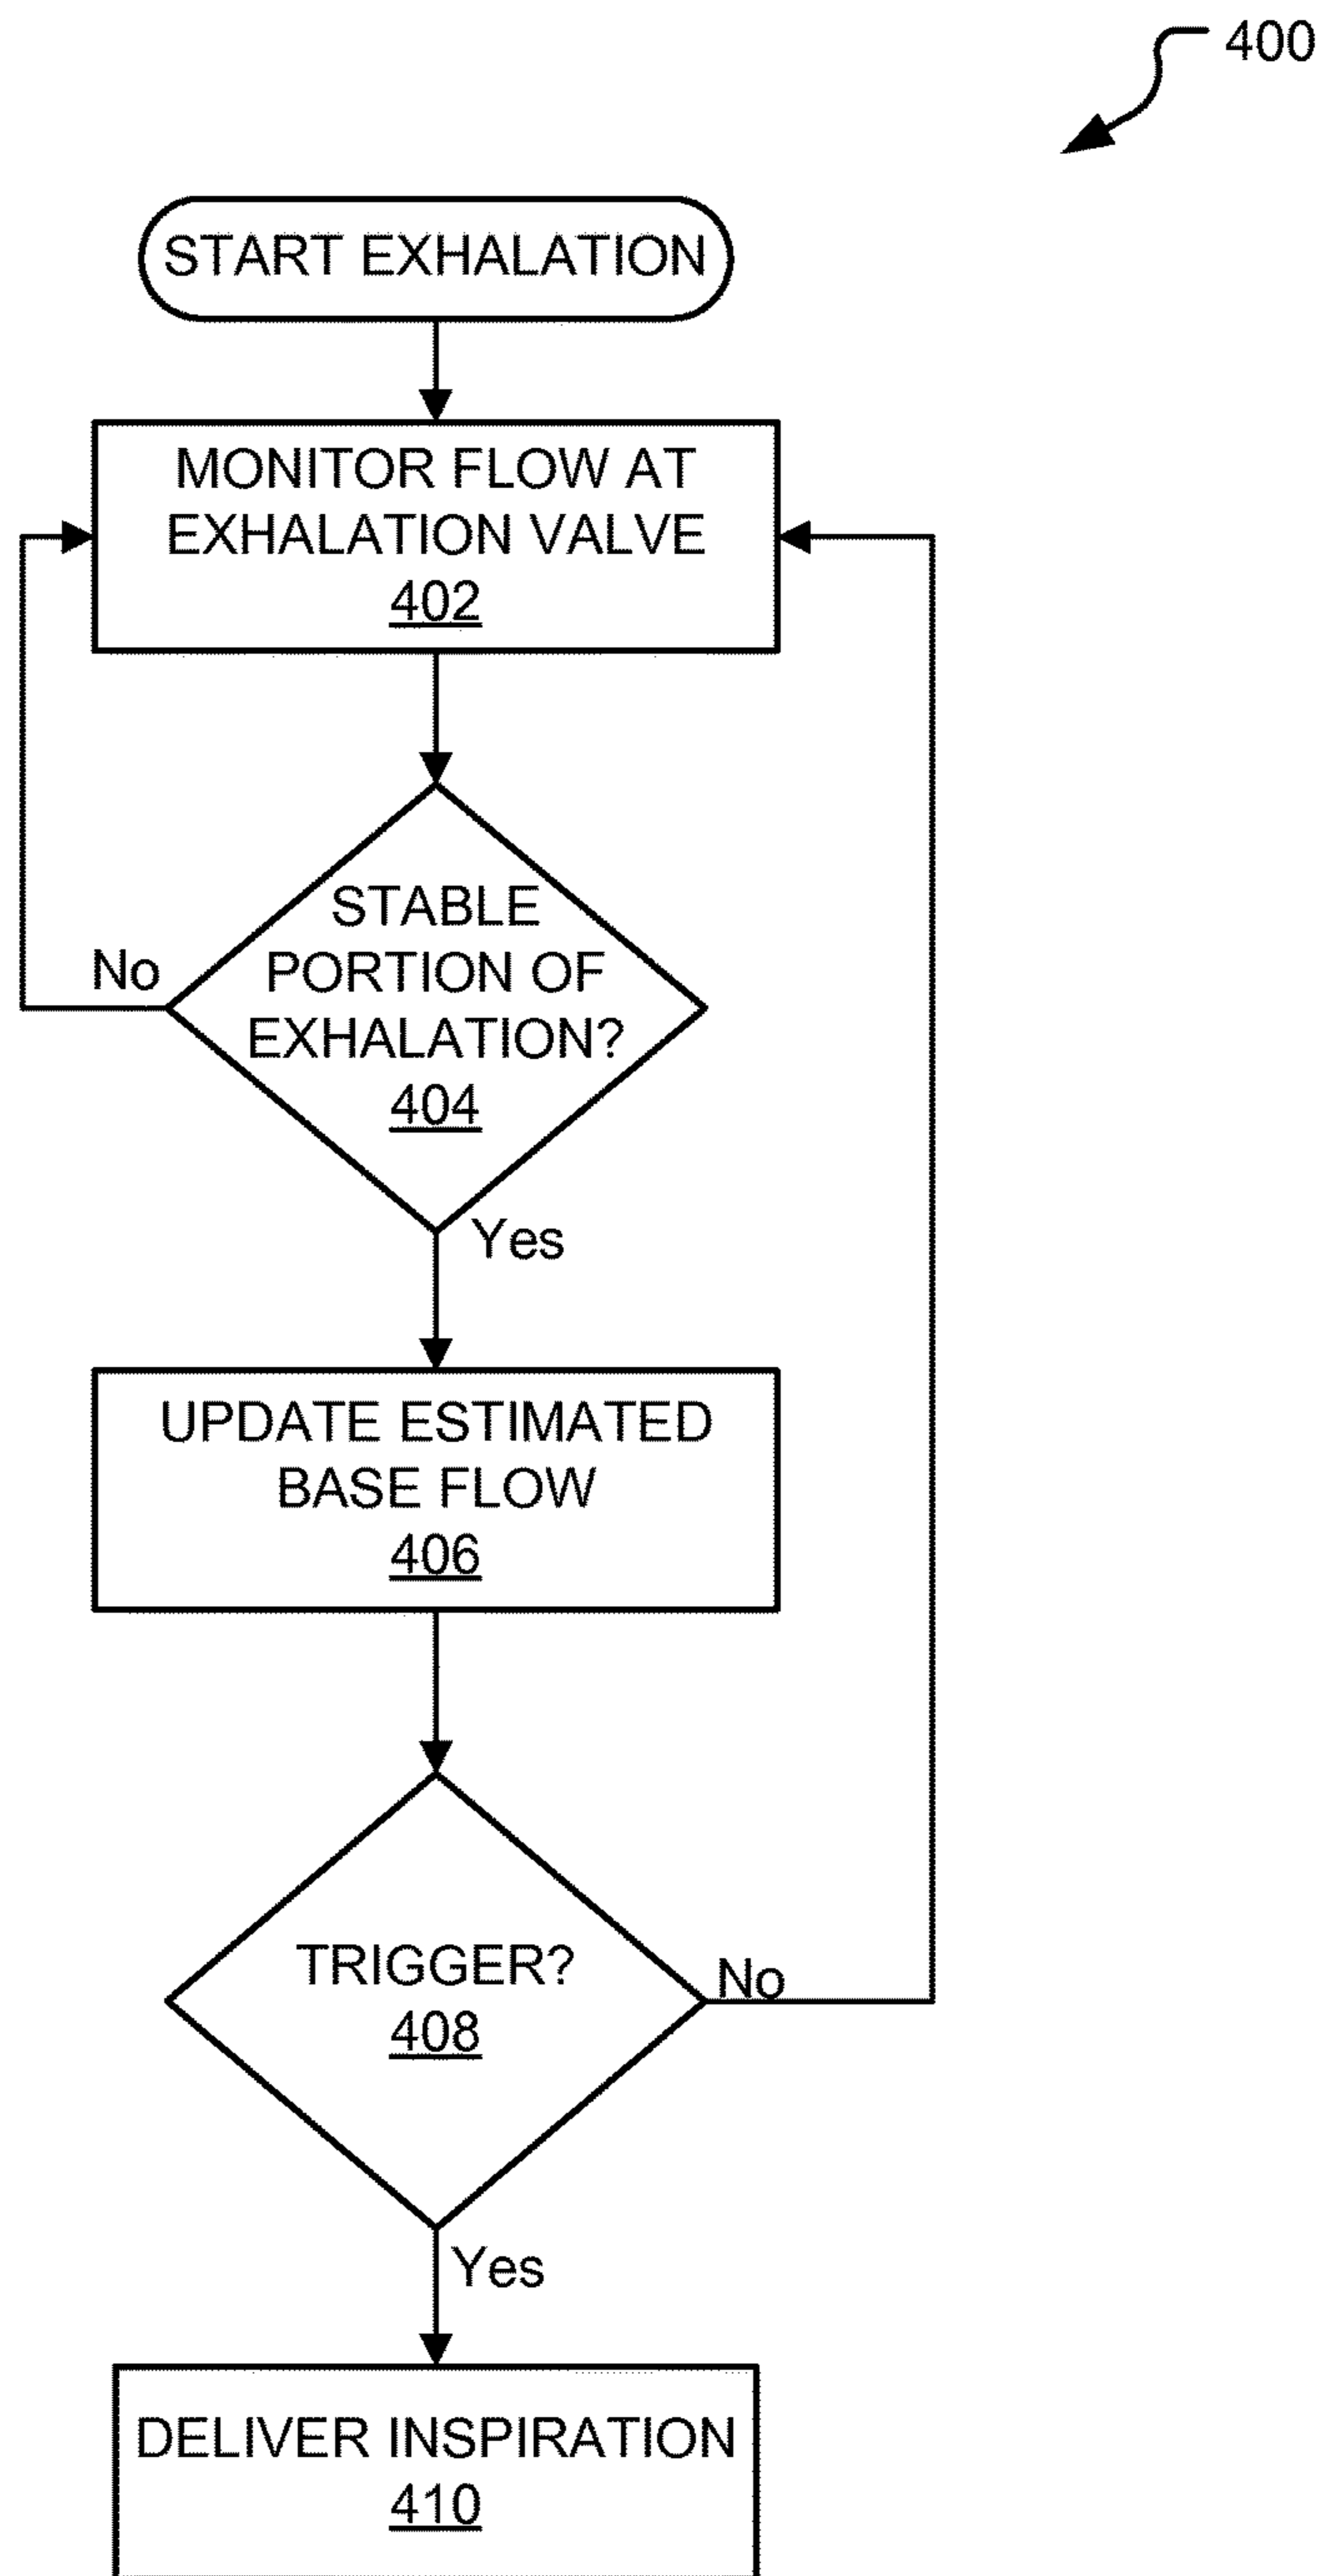 400
START EXHALATION
MONITOR FLOW AT
EXHALATION VALVE
402
STABLE
PORTION OF
EXHALATION?
404
No
Yes
UPDATE ESTIMATED
BASE FLOW
406
TRIGGER?
408
No
Yes
DELIVER INSPIRATION
410